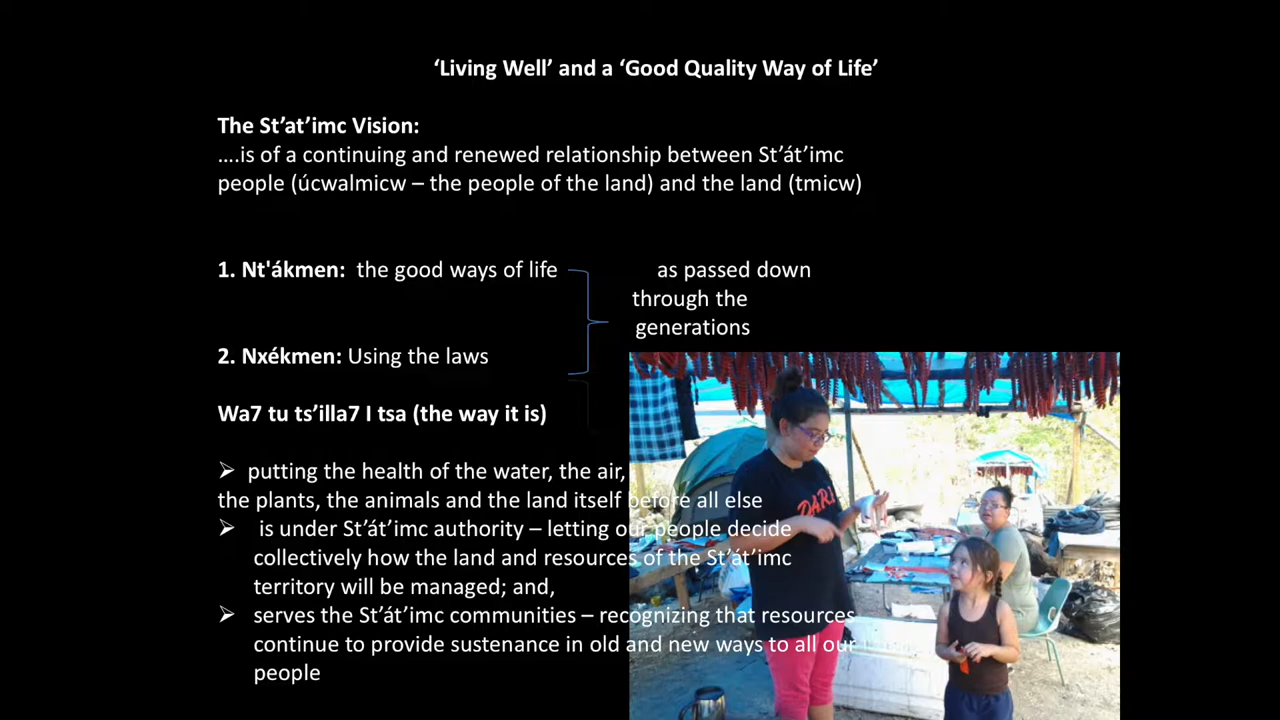 ‘Living Well’ and a ‘Good Quality Way of Life’
The St’at’imc Vision:
….is of a continuing and renewed relationship between St’át’imc
people (úcwalmicw – the people of the land) and the land (tmicw)
1. Nt'ákmen: the good ways of life
as passed down
through the
generations
2. Nxékmen: Using the laws
Wa7 tu ts’illa7 I tsa (the way it is)
➢ putting the health of the water, the air,
the plants, the animals and the land itself before all else
➢ is under St’át’imc authority – letting our people decide
collectively how the land and resources of the St’át’imc
territory will be managed; and,
➢ serves the St’át’imc communities – recognizing that resources
continue to provide sustenance in old and new ways to all our
people
DARE